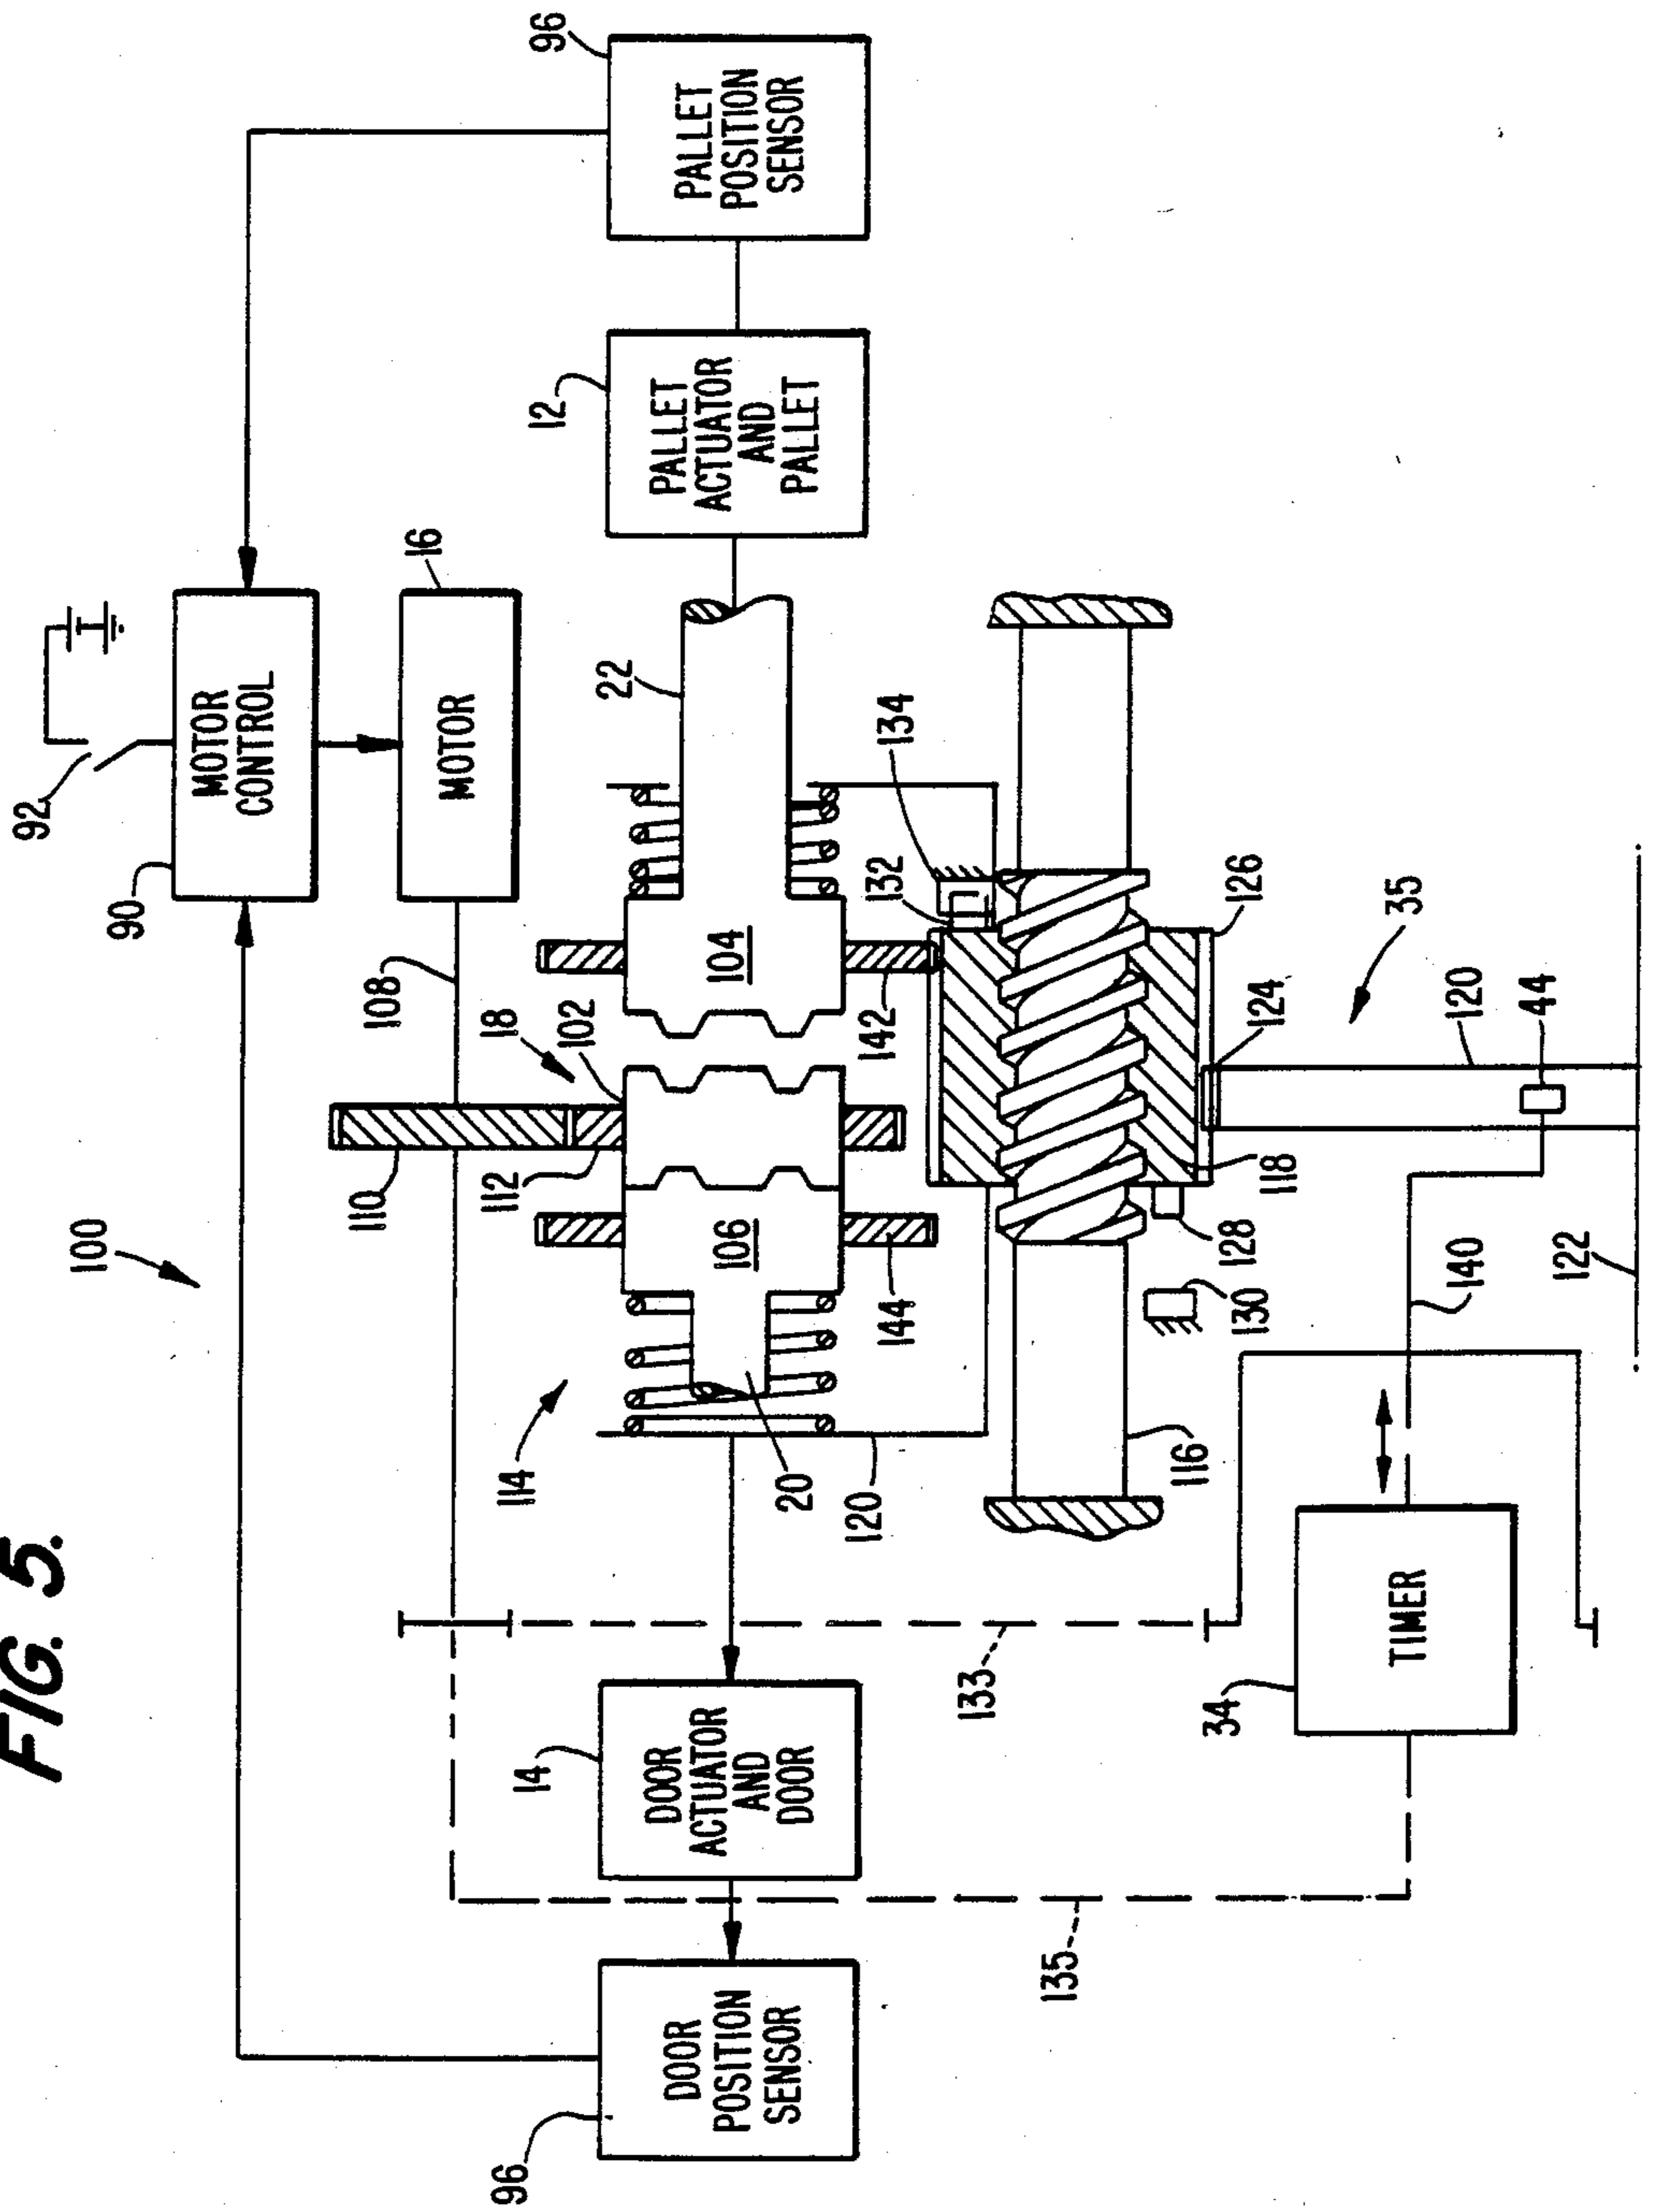 FIG. 5.
100
92
90
MOTOR
CONTROL
MOTOR
16
108
110
112
18
102
114
106
104
22
20
120
144
142
12
PALLET
ACTUATOR
AND
PALLET
96
PALLET
POSITION
SENSOR
14
DOOR
ACTUATOR
AND
DOOR
96
DOOR
POSITION
SENSOR
132
134
116
130
128
118
124
126
35
120
44
140
122
133
135
34
TIMER